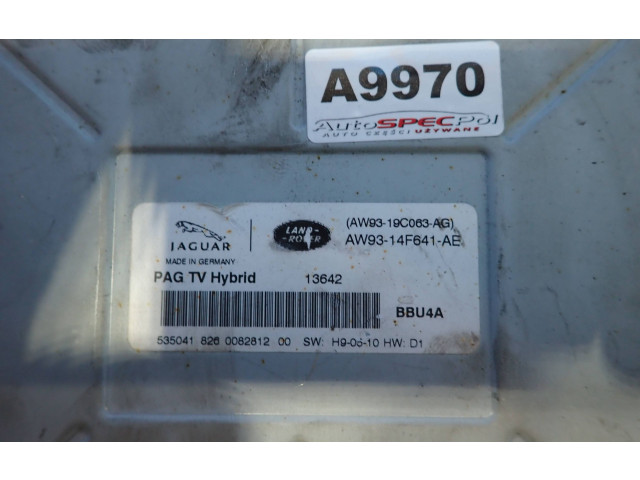 A9970
AutoSPECPol
AUTO CZĘŚCI UŻYWANE
JAGUAR
LAND-
-ROVER
(AW93-19C063-AG)
AW93-14F641-AE
MADE IN GERMANY
PAG TV Hybrid 13642
BBU4A
535041 826 0082812 00 SW: H9-06-10 HW: D1